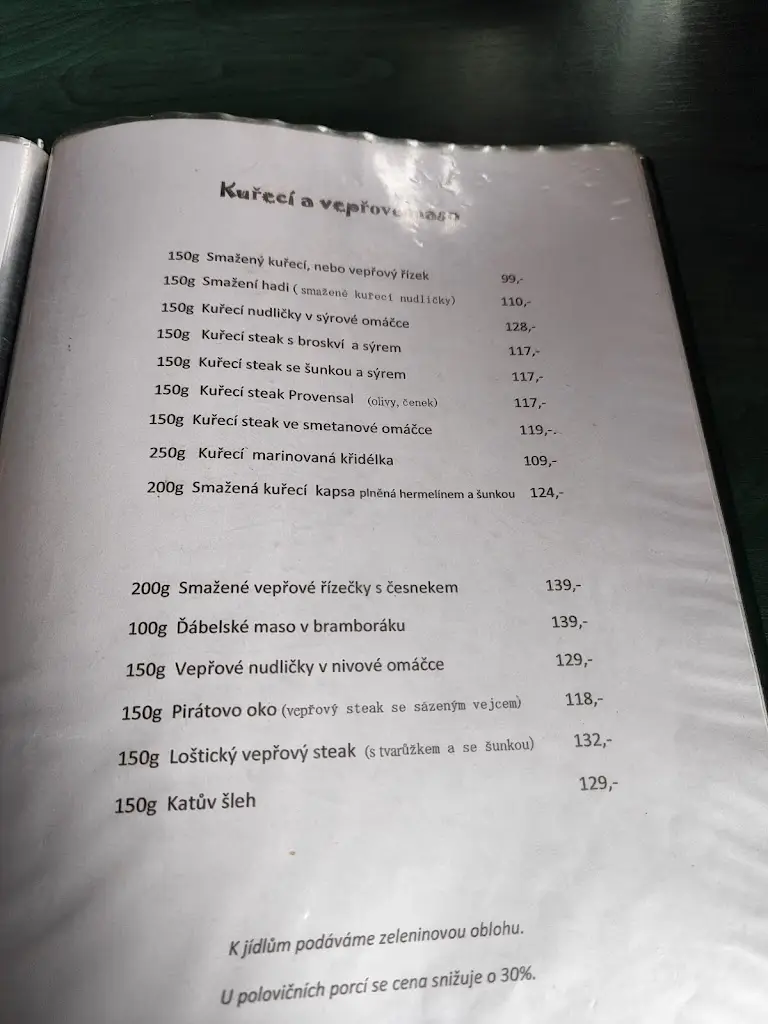 Kuřecí a vepřové maso
150g Smažený kuřecí, nebo vepřový řízek 99,-
150g Smažení hadi ( smažené kuřecí nudličky) 110,-
150g Kuřecí nudličky v sýrové omáčce 128,-
150g Kuřecí steak s broskví a sýrem 117,-
150g Kuřecí steak se šunkou a sýrem 117,-
150g Kuřecí steak Provensal (olivy, čenek) 117,-
150g Kuřecí steak ve smetanové omáčce 119,-.
250g Kuřecí marinovaná křidélka 109,-
200g Smažená kuřecí kapsa plněná hermelínem a šunkou 124,-
200g Smažené vepřové řízečky s česnekem 139,-
100g Ďábelské maso v bramboráku 139,-
150g Vepřové nudličky v nivové omáčce 129,-
150g Pirátovo oko (vepřový steak se sázeným vejcem) 118,-
150g Loštický vepřový steak (s tvarůžkem a se šunkou) 132,-
150g Katův šleh 129,-
K jídlům podáváme zeleninovou oblohu.
U polovičních porcí se cena snižuje o 30%.